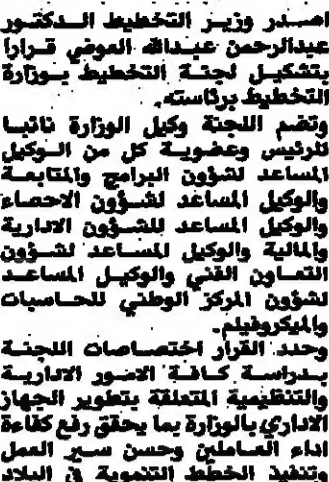 اصدر وزير التخطيط الدكتور
عبدالرحمن عبدالله العوضي قرارا
بتشكيل لجنة التخطيط بوزارة
التخطيط برئاسته.
وتضم اللجنة وكيل الوزارة نائبا
للرئيس وعضوية كل من الوكيل
المساعد لشؤون البرامج والمتابعة
والوكيل المساعد لشؤون الاحصاء
والوكيل المساعد للشؤون الادارية
والمالية والوكيل المساعد لشؤون
التعاون الفني والوكيل المساعد
لشؤون المركز الوطني للحاسبات
والميكروفيلم.
وحدد القرار اختصاصات اللجنة
بدراسة كافة الامور الادارية
والتنظيمية المتعلقة بتطوير الجهاز
الاداري بالوزارة بما يحقق رفع كفاءة
اداء العاملين وحسن سير العمل
وتنفيذ الخطط التنموية في البلاد